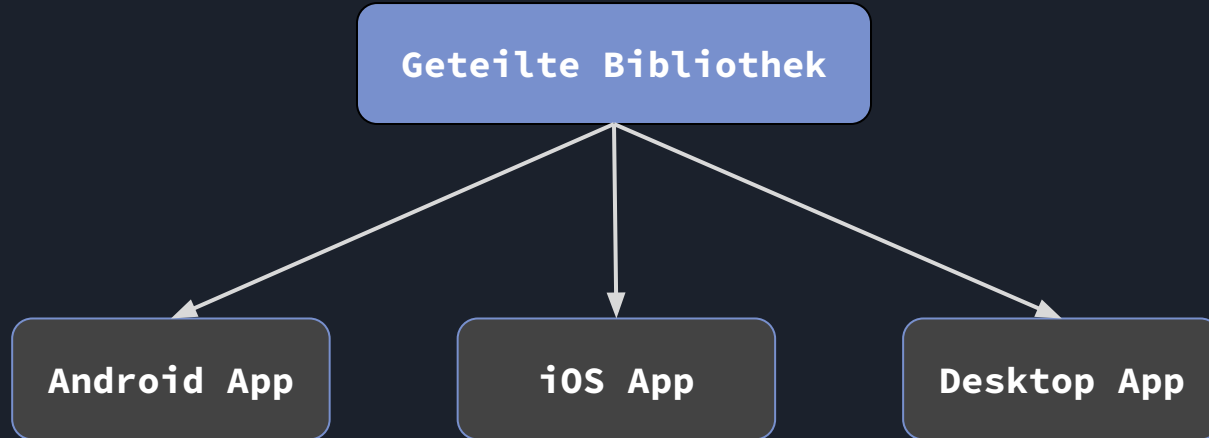 Geteilte Bibliothek
Android App
iOS App
Desktop App